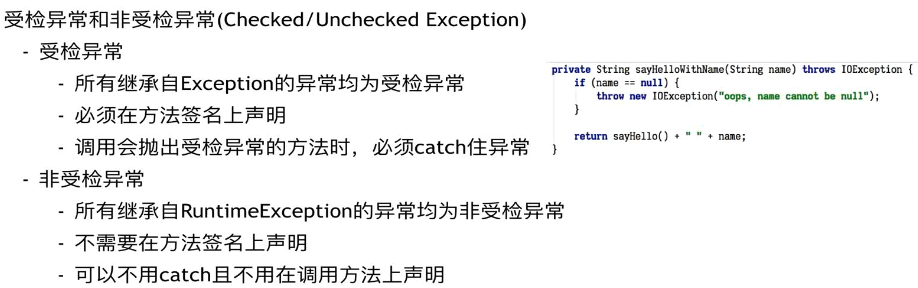 受检异常和非受检异常(Checked/Unchecked Exception)
- 受检异常
- 所有继承自Exception的异常均为受检异常
- 必须在方法签名上声明
- 调用会抛出受检异常的方法时，必须catch住异常
- 非受检异常
- 所有继承自RuntimeException的异常均为非受检异常
- 不需要在方法签名上声明
- 可以不用catch且不用在调用方法上声明
private String sayHelloWithName(String name) throws IOException {
if (name == null) {
throw new IOException("oops, name cannot be null");
}
return sayHello() + " " + name;
}